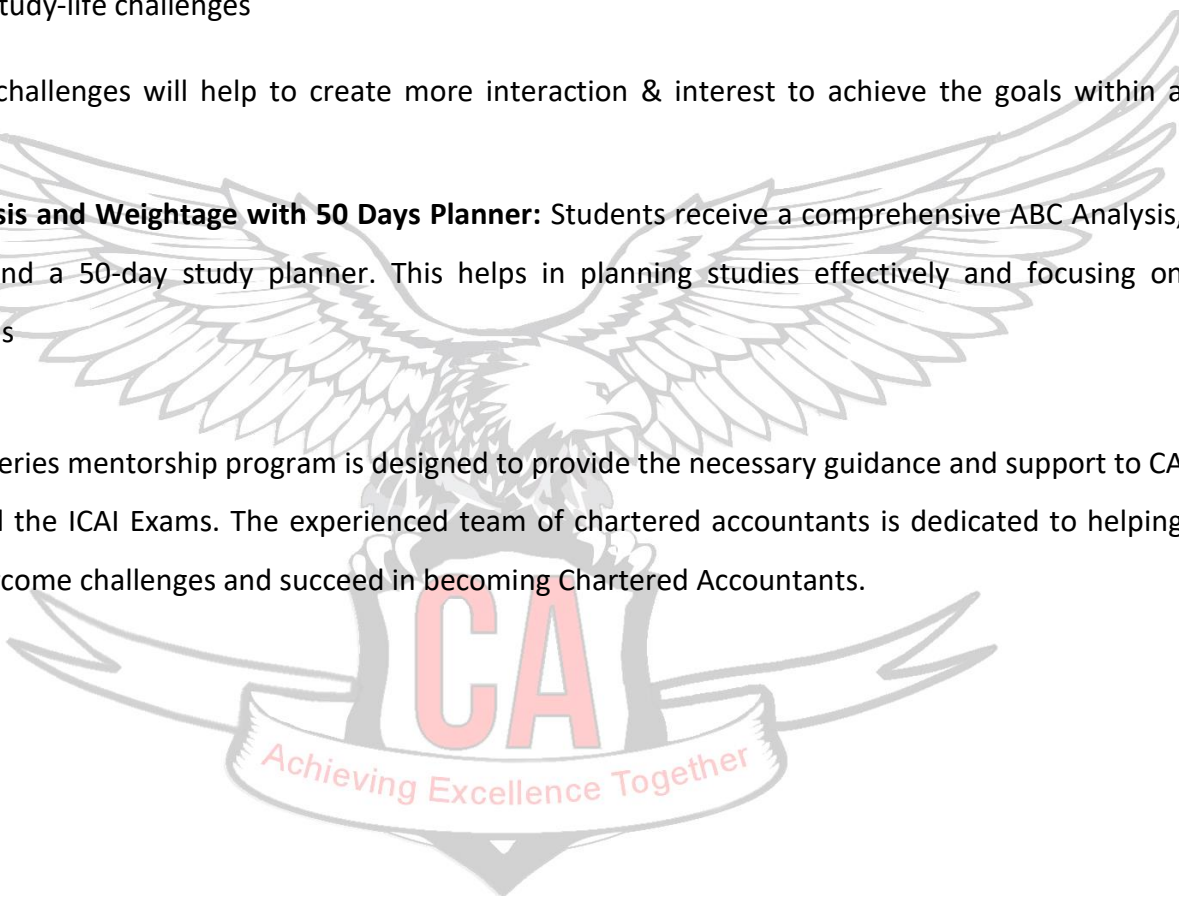 tudy-life challenges
challenges will help to create more interaction & interest to achieve the goals within a
sis and Weightage with 50 Days Planner: Students receive a comprehensive ABC Analysis,
nd a 50-day study planner. This helps in planning studies effectively and focusing on
s
eries mentorship program is designed to provide the necessary guidance and support to CA
d the ICAI Exams. The experienced team of chartered accountants is dedicated to helping
rcome challenges and succeed in becoming Chartered Accountants.
CA
Achieving Excellence Together